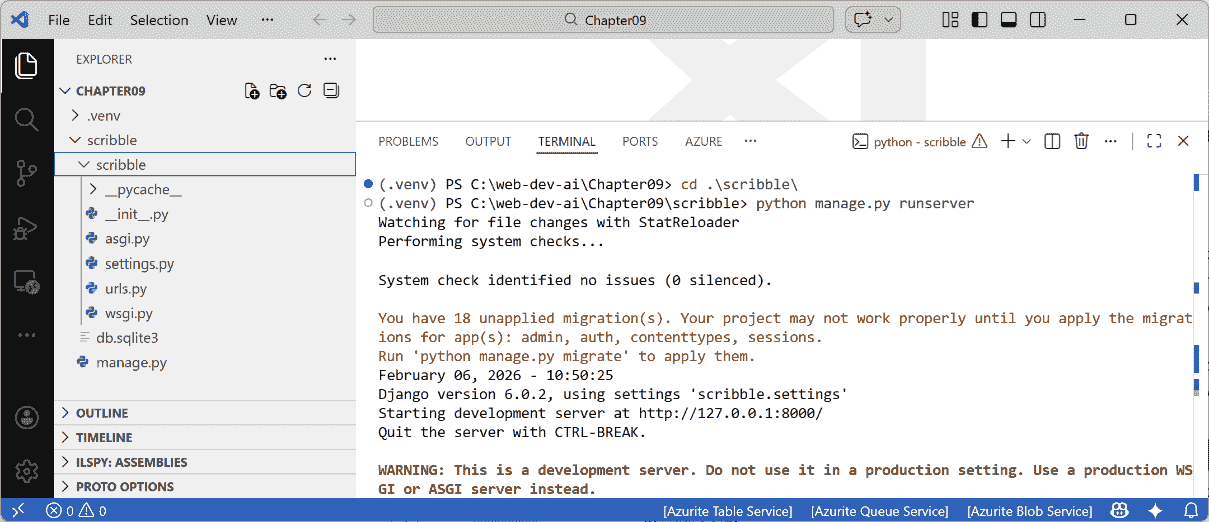 File Edit Selection View ··· Chapter09
EXPLORER ···
CHAPTER09
.venv
scribble
scribble
__pycache__
__init__.py
asgi.py
settings.py
urls.py
wsgi.py
db.sqlite3
manage.py
OUTLINE
TIMELINE
ILSPY: ASSEMBLIES
PROTO OPTIONS
PROBLEMS OUTPUT TERMINAL PORTS AZURE ··· python - scribble ···
(.venv) PS C:\web-dev-ai\Chapter09> cd .\scribble\
(.venv) PS C:\web-dev-ai\Chapter09\scribble> python manage.py runserver
Watching for file changes with StatReloader
Performing system checks...
System check identified no issues (0 silenced).
You have 18 unapplied migration(s). Your project may not work properly until you apply the migrat
ions for app(s): admin, auth, contenttypes, sessions.
Run 'python manage.py migrate' to apply them.
February 06, 2026 - 10:50:25
Django version 6.0.2, using settings 'scribble.settings'
Starting development server at http://127.0.0.1:8000/
Quit the server with CTRL-BREAK.
WARNING: This is a development server. Do not use it in a production setting. Use a production WS
GI or ASGI server instead.
0 0 [Azurite Table Service] [Azurite Queue Service] [Azurite Blob Service]